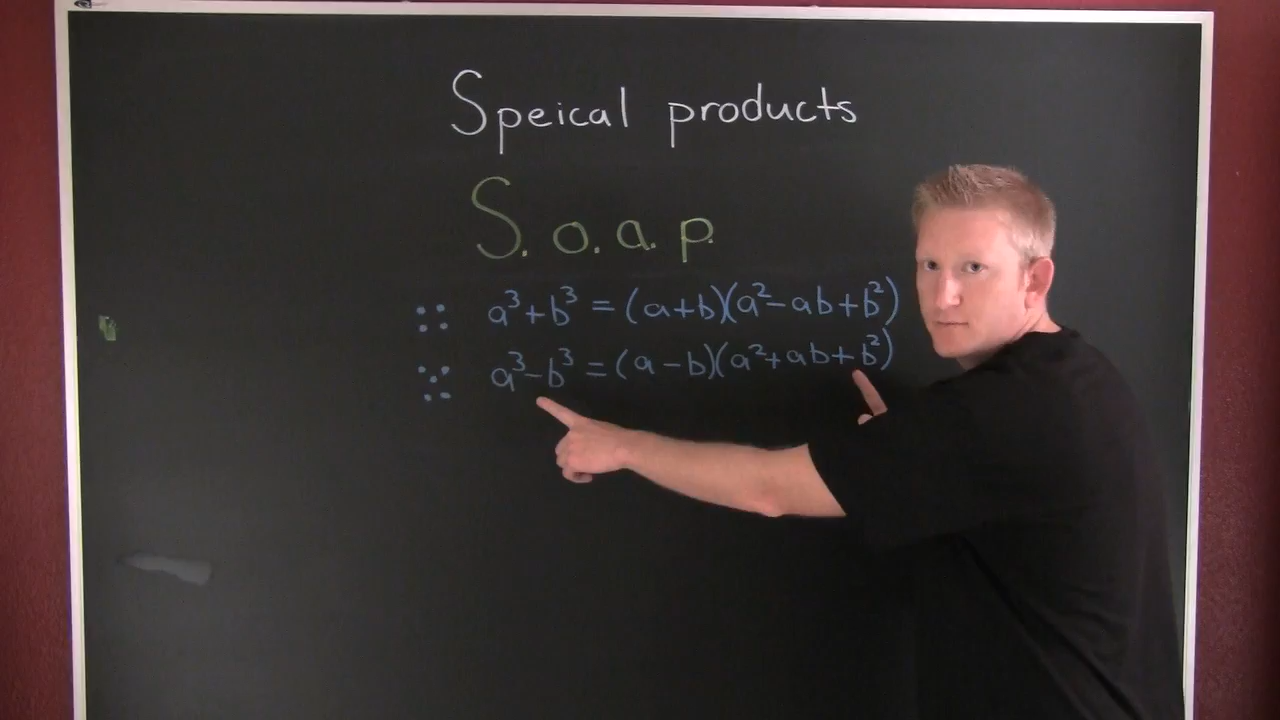 Speical products
S.o.a.p.
a³+b³=(a+b)(a²-ab+b²)
a³-b³=(a-b)(a²+ab+b²)